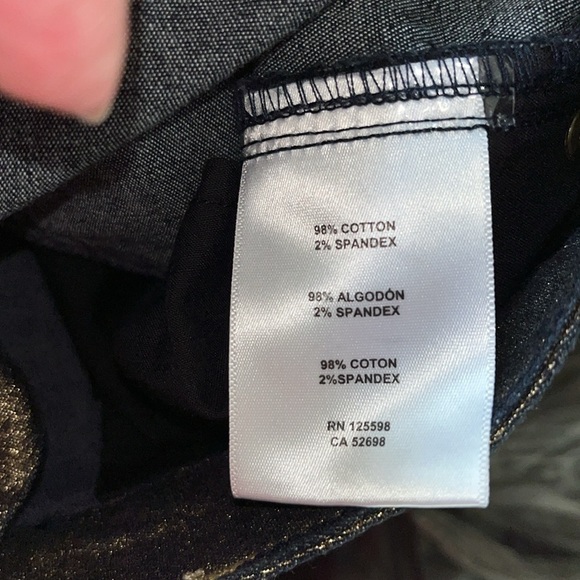 98% COTTON
2% SPANDEX
98% ALGODÓN
2% SPANDEX
98% COTON
2%SPANDEX
RN 125598
CA 52698